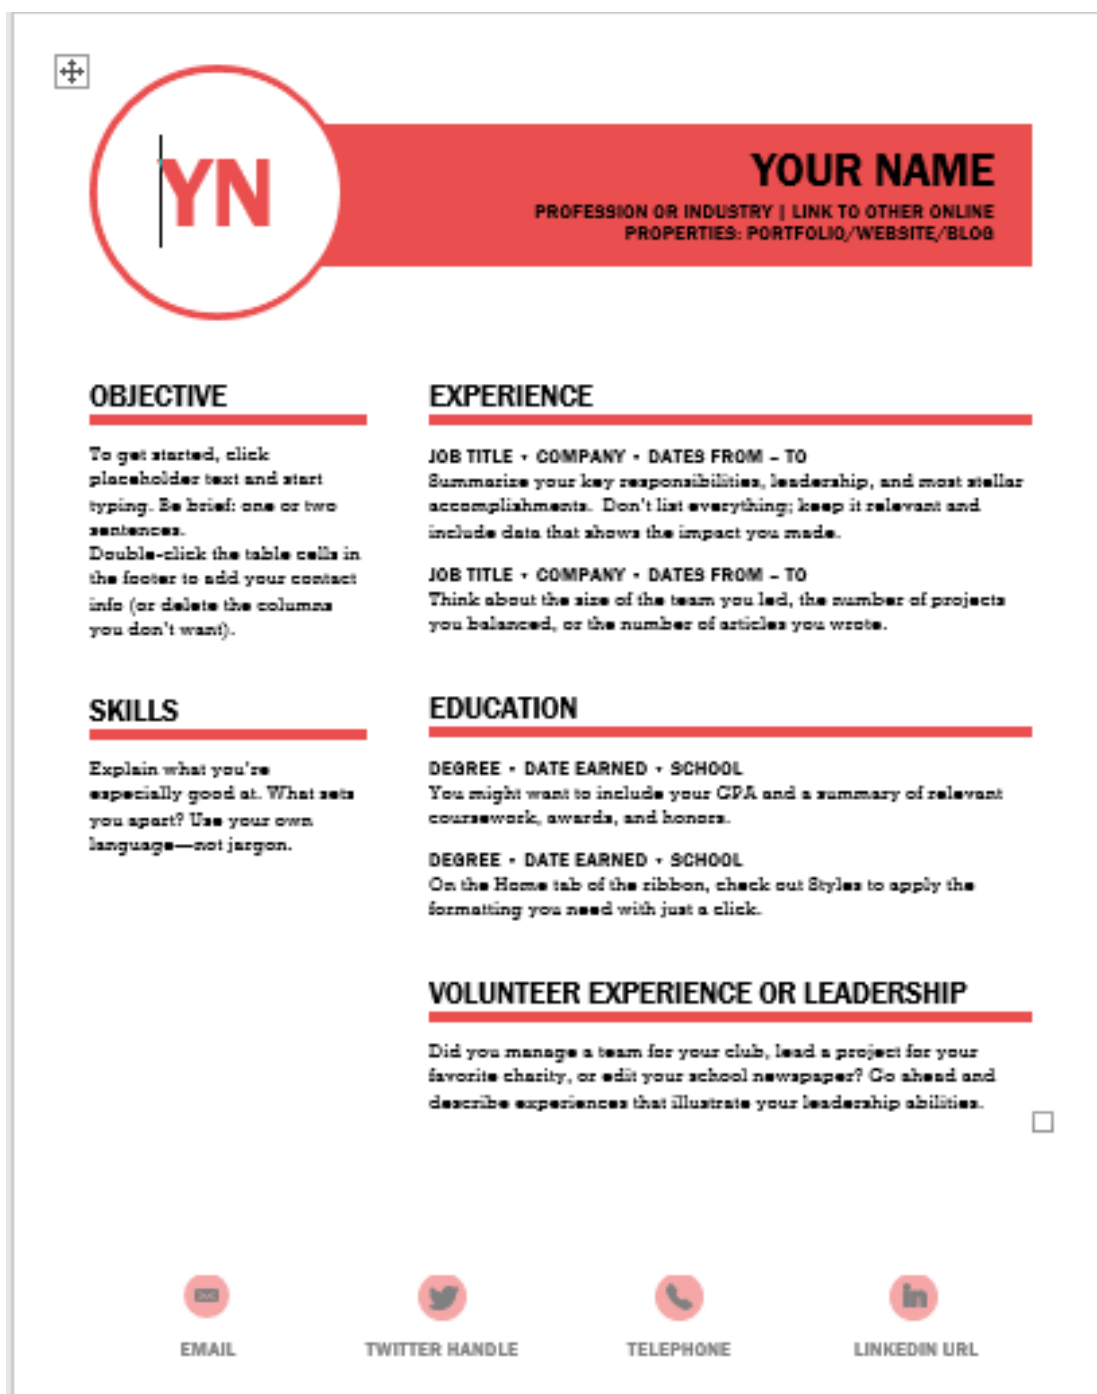 YN
YOUR NAME
PROFESSION OR INDUSTRY | LINK TO OTHER ONLINE
PROPERTIES: PORTFOLIO/WEBSITE/BLOG
OBJECTIVE
To get started, click
placeholder text and start
typing. Be brief: one or two
sentences.
Double-click the table cells in
the footer to add your contact
info (or delete the columns
you don't want).
SKILLS
Explain what you're
especially good at. What sets
you apart? Use your own
language—not jargon.
EXPERIENCE
JOB TITLE • COMPANY • DATES FROM – TO
Summarize your key responsibilities, leadership, and most stellar
accomplishments.  Don't list everything; keep it relevant and
include data that shows the impact you made.
JOB TITLE • COMPANY • DATES FROM – TO
Think about the size of the team you led, the number of projects
you balanced, or the number of articles you wrote.
EDUCATION
DEGREE • DATE EARNED • SCHOOL
You might want to include your GPA and a summary of relevant
coursework, awards, and honors.
DEGREE • DATE EARNED • SCHOOL
On the Home tab of the ribbon, check out Styles to apply the
formatting you need with just a click.
VOLUNTEER EXPERIENCE OR LEADERSHIP
Did you manage a team for your club, lead a project for your
favorite charity, or edit your school newspaper? Go ahead and
describe experiences that illustrate your leadership abilities.
in
EMAIL
TWITTER HANDLE
TELEPHONE
LINKEDIN URL